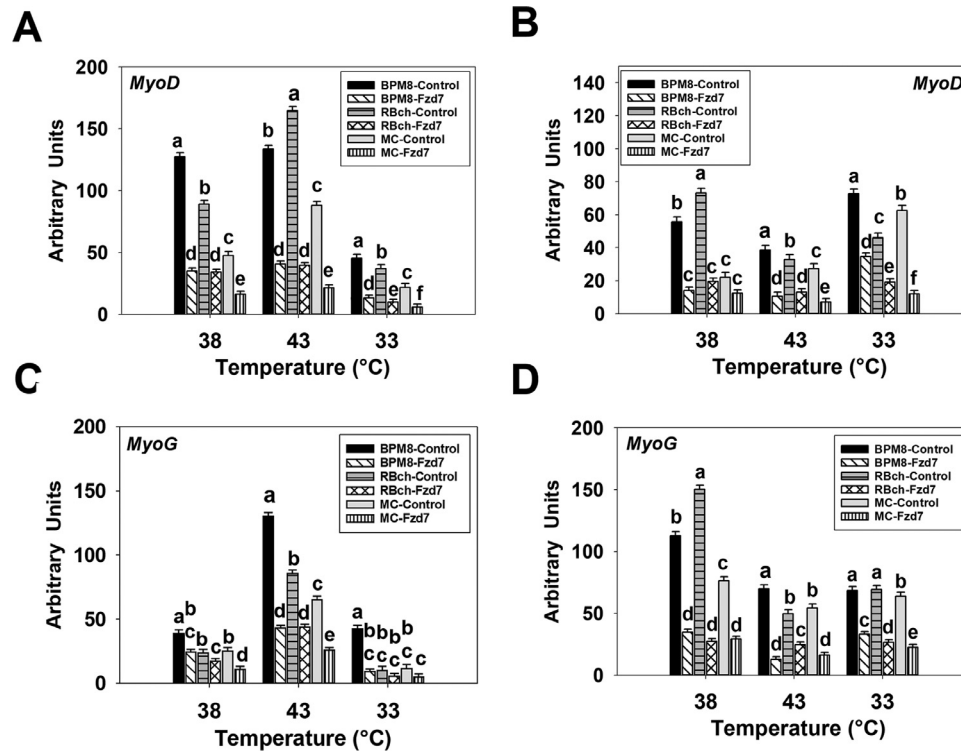 A
MyoD
BPM8-Control
BPM8-Fzd7
RBch-Control
RBch-Fzd7
MC-Control
MC-Fzd7
Arbitrary Units
200
150
100
50
0
a b c d d e
a b c d d e
a b c d e f
38 43 33
Temperature (°C)
B
MyoD
BPM8-Control
BPM8-Fzd7
RBch-Control
RBch-Fzd7
MC-Control
MC-Fzd7
Arbitrary Units
140
120
100
80
60
40
20
0
b c a c c c
a d b d c e
a d c e b f
38 43 33
Temperature (°C)
C
MyoG
BPM8-Control
BPM8-Fzd7
RBch-Control
RBch-Fzd7
MC-Control
MC-Fzd7
Arbitrary Units
200
150
100
50
0
a b c b c b d
a d b d c e
a b c b c b c b c c
38 43 33
Temperature (°C)
D
MyoG
BPM8-Control
BPM8-Fzd7
RBch-Control
RBch-Fzd7
MC-Control
MC-Fzd7
Arbitrary Units
200
150
100
50
0
b d a d c d
a d b c b d
a c a d b e
38 43 33
Temperature (°C)